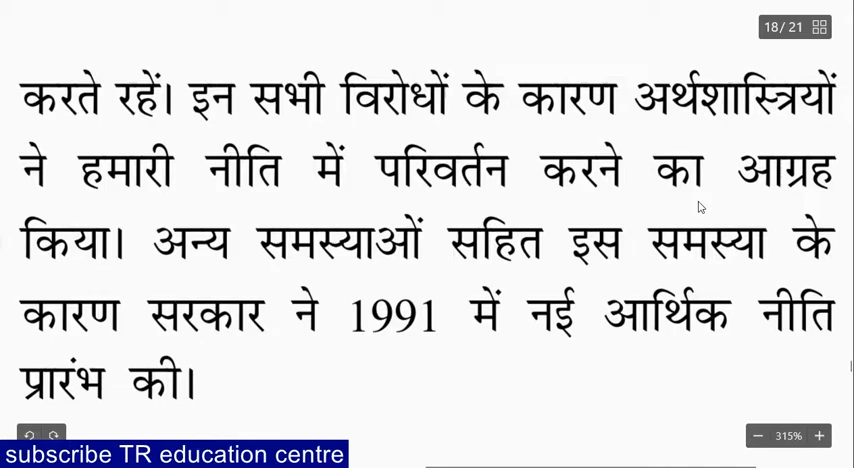 18/ 21
करते रहें। इन सभी विरोधों के कारण अर्थशास्त्रियों
ने हमारी नीति में परिवर्तन करने का आग्रह
किया। अन्य समस्याओं सहित इस समस्या के
कारण सरकार ने 1991 में नई आर्थिक नीति
प्रारंभ की।
315%
subscribe TR education centre